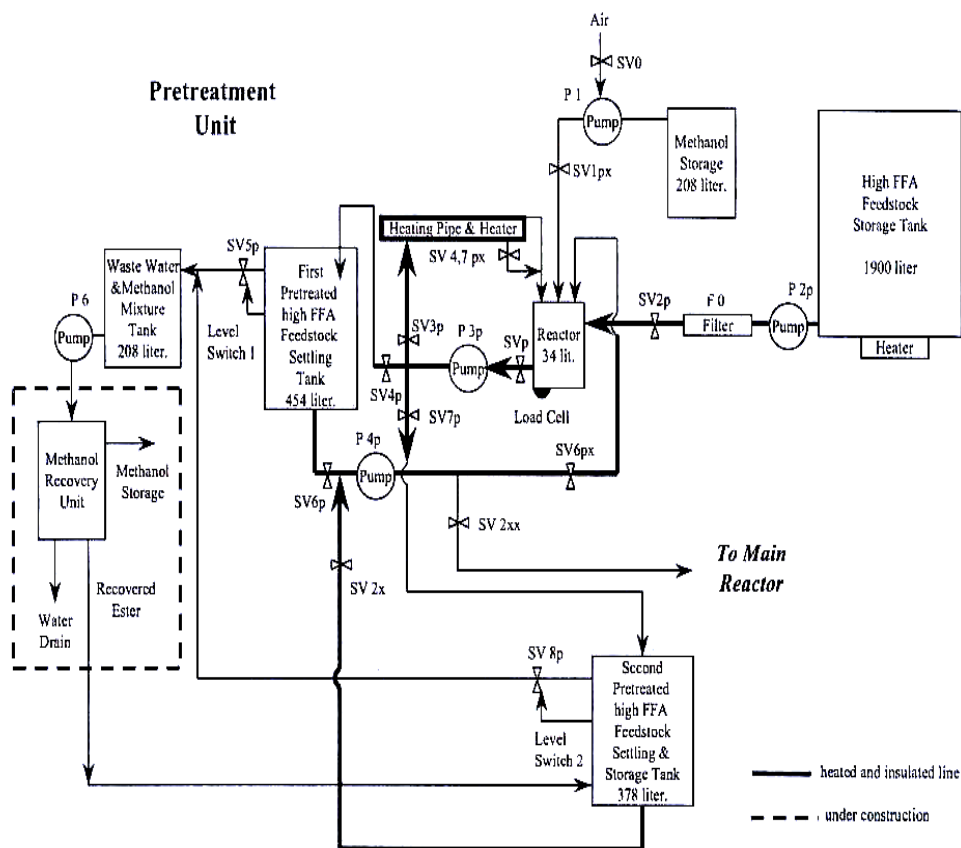 Pretreatment
Unit
Air
SV0
P 1
Pump
SV1px
Methanol
Storage
208 liter.
High FFA
Feedstock
Storage Tank
1900 liter
Heater
P 2p
Pump
F 0
Filter
SV2p
Heating Pipe & Heater
SV 4,7 px
Reactor
34 lit.
Load Cell
SVp
P 3p
Pump
SV3p
SV4p
SV7p
First
Pretreated
high FFA
Feedstock
Settling
Tank
454 liter.
SV5p
Level
Switch 1
Waste Water
&Methanol
Mixture
Tank
208 liter.
P 6
Pump
Methanol
Recovery
Unit
Methanol
Storage
Water
Drain
Recovered
Ester
P 4p
Pump
SV6p
SV6px
SV 2xx
SV 2x
To Main
Reactor
SV 8p
Level
Switch 2
Second
Pretreated
high FFA
Feedstock
Settling &
Storage Tank
378 liter.
heated and insulated line
under construction